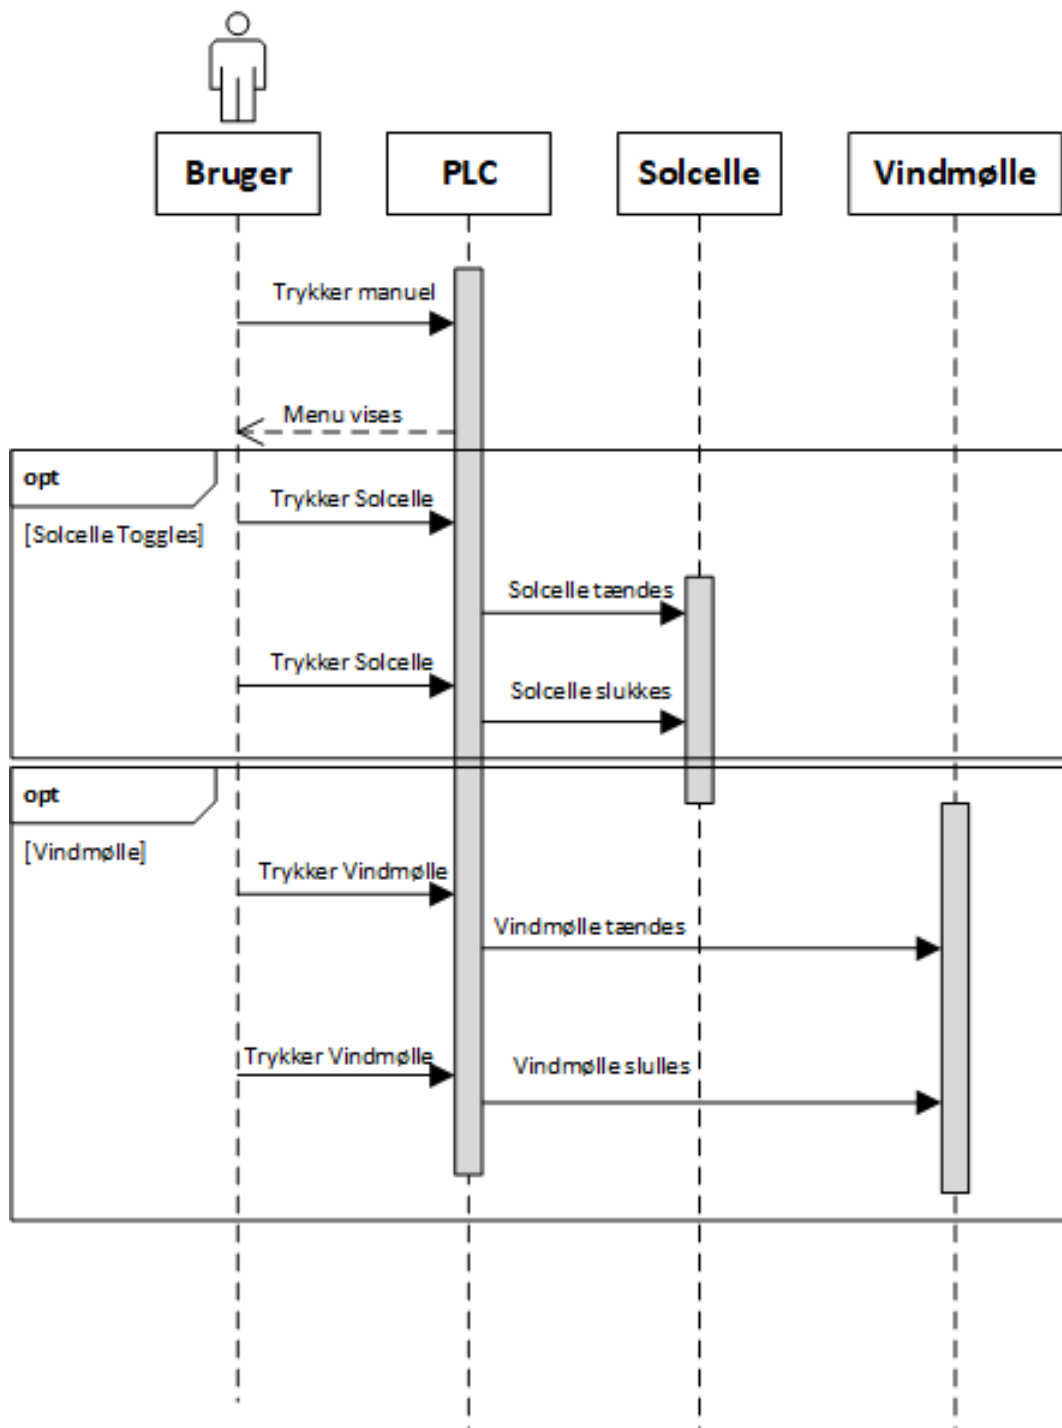 Bruger
PLC
Solcelle
Vindmølle
Trykker manuel
Menu vises
opt
[Solcelle Toggles]
Trykker Solcelle
Solcelle tændes
Trykker Solcelle
Solcelle slukkes
opt
[Vindmølle]
Trykker Vindmølle
Vindmølle tændes
Trykker Vindmølle
Vindmølle slulles